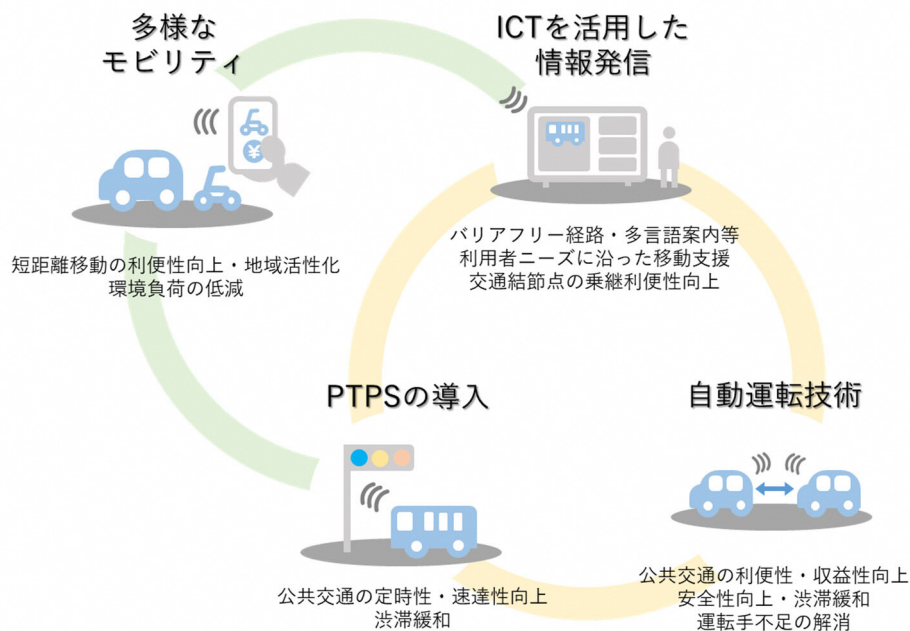 多様な
モビリティ
ICTを活用した
情報発信
¥
バリアフリー経路・多言語案内等
利用者ニーズに沿った移動支援
交通結節点の乗継利便性向上
短距離移動の利便性向上・地域活性化
環境負荷の低減
PTPSの導入
自動運転技術
公共交通の定時性・速達性向上
渋滞緩和
公共交通の利便性・収益性向上
安全性向上・渋滞緩和
運転手不足の解消